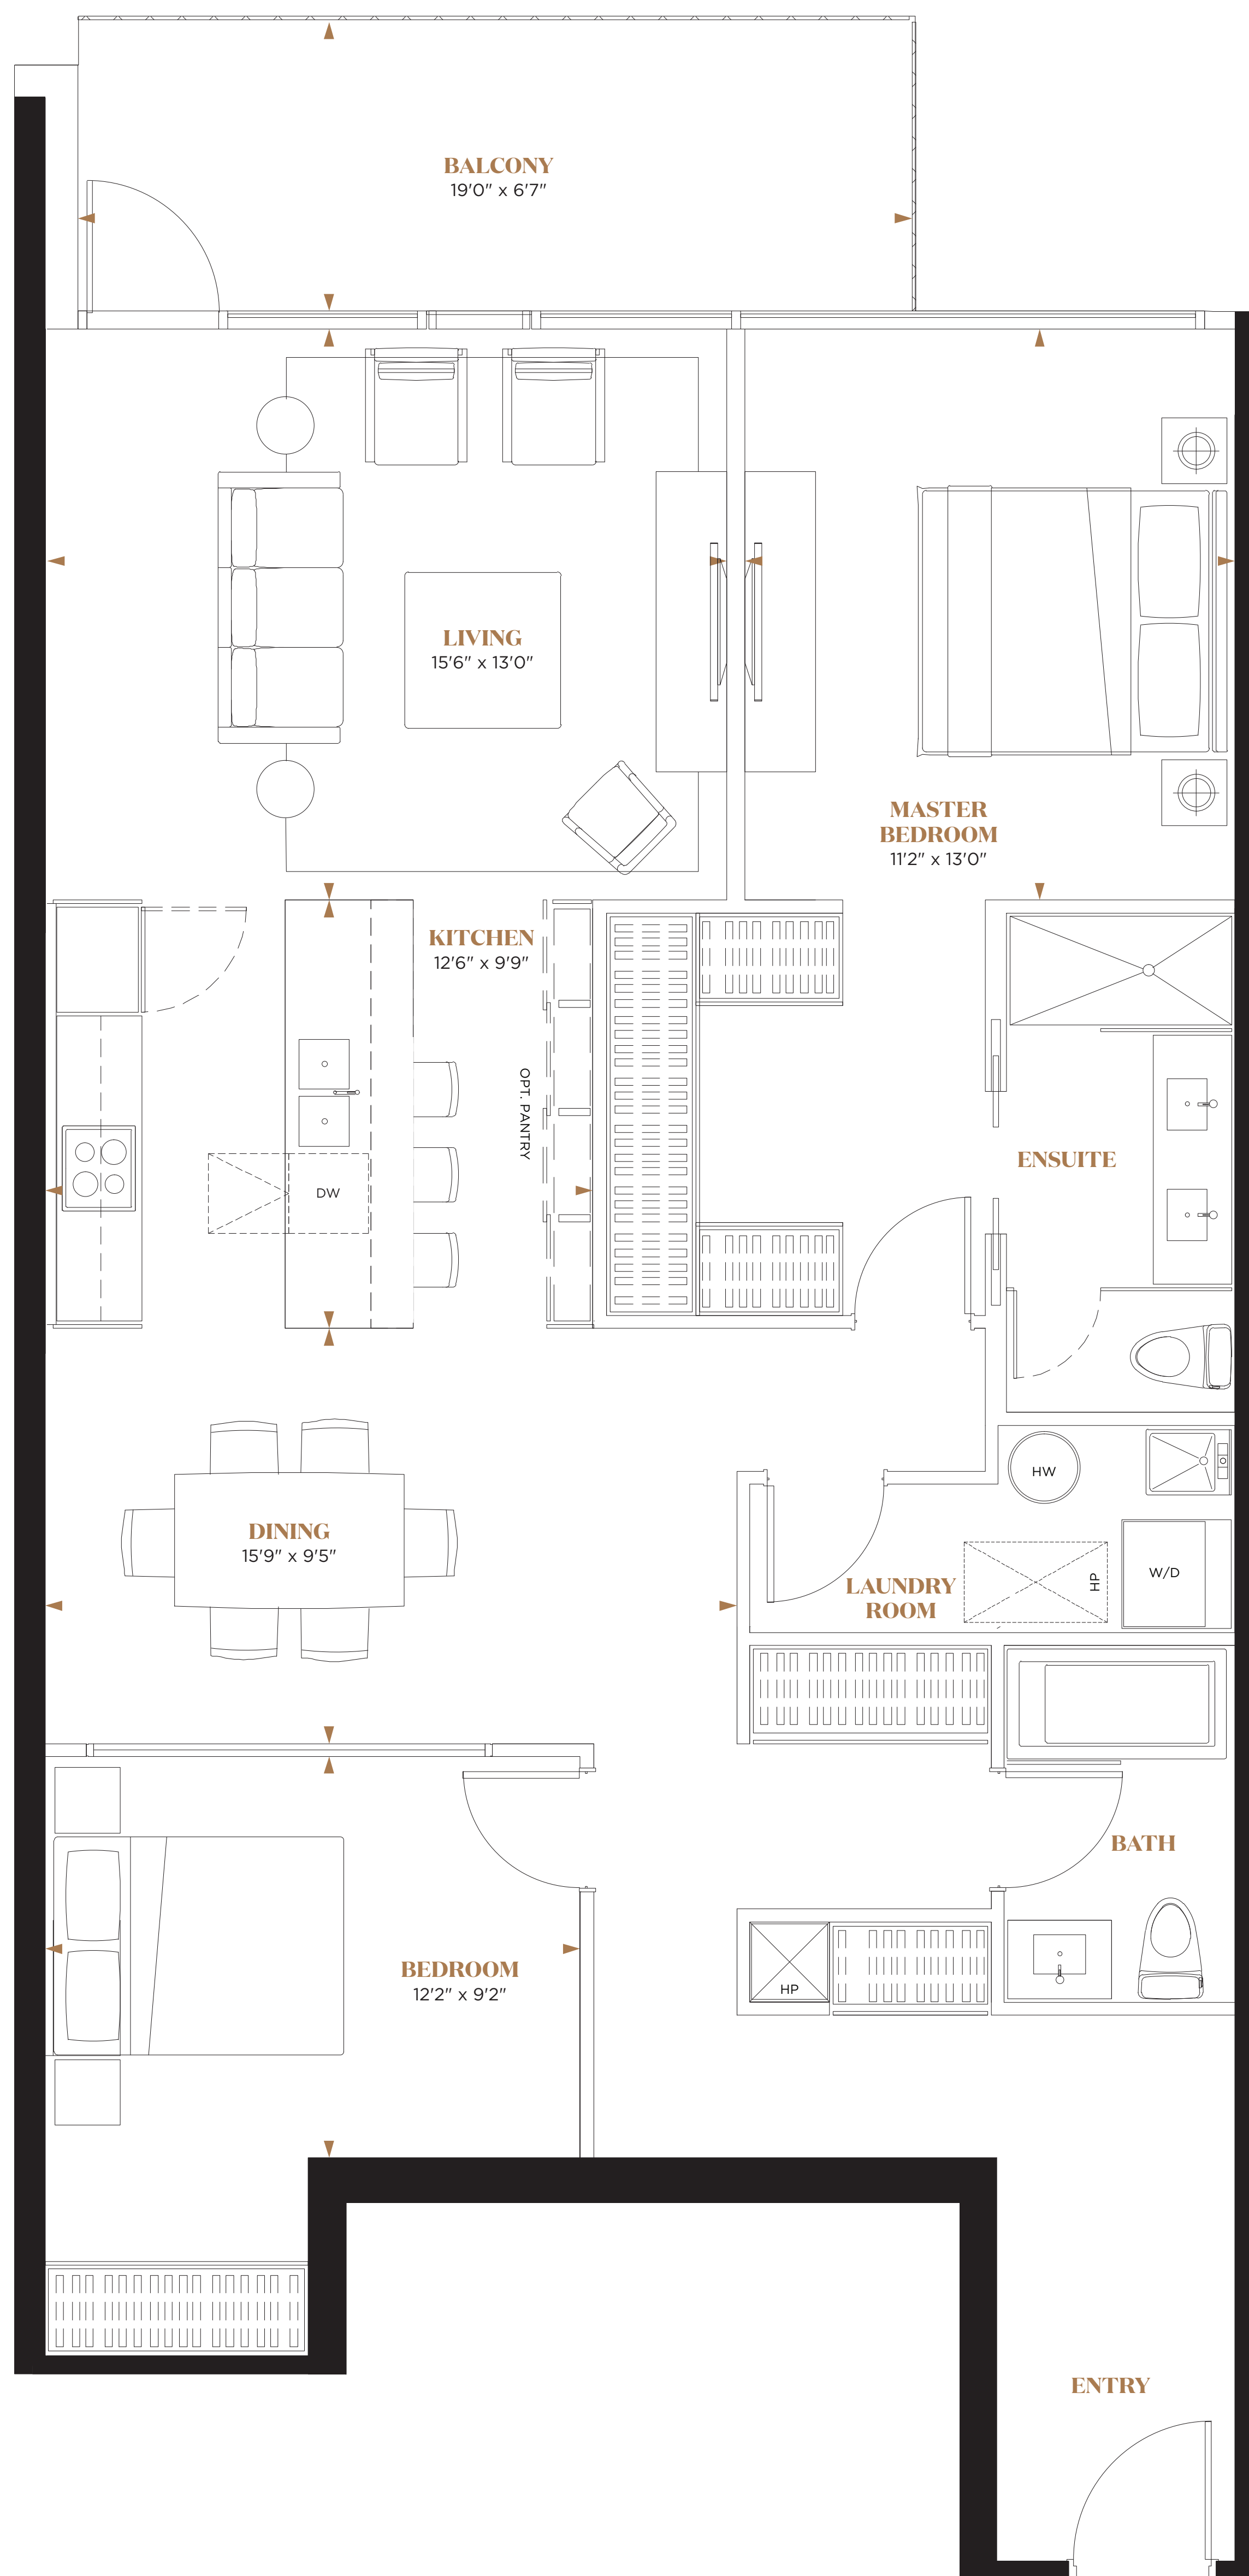 BALCONY
19'0" x 6'7"
LIVING
15'6" x 13'0"
MASTER
BEDROOM
11'2" x 13'0"
KITCHEN
12'6" x 9'9"
OPT. PANTRY
DW
ENSUITE
HW
DINING
15'9" x 9'5"
LAUNDRY
ROOM
HP
W/D
BATH
BEDROOM
12'2" x 9'2"
HP
ENTRY